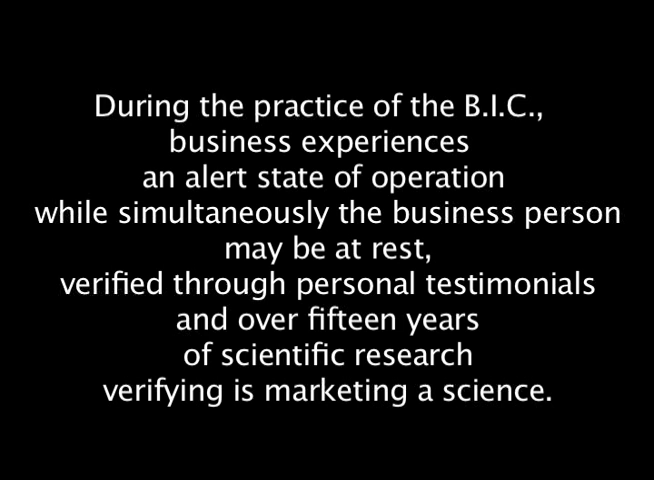 During the practice of the B.I.C.,
business experiences
an alert state of operation
while simultaneously the business person
may be at rest,
verified through personal testimonials
and over fifteen years
of scientific research
verifying is marketing a science.